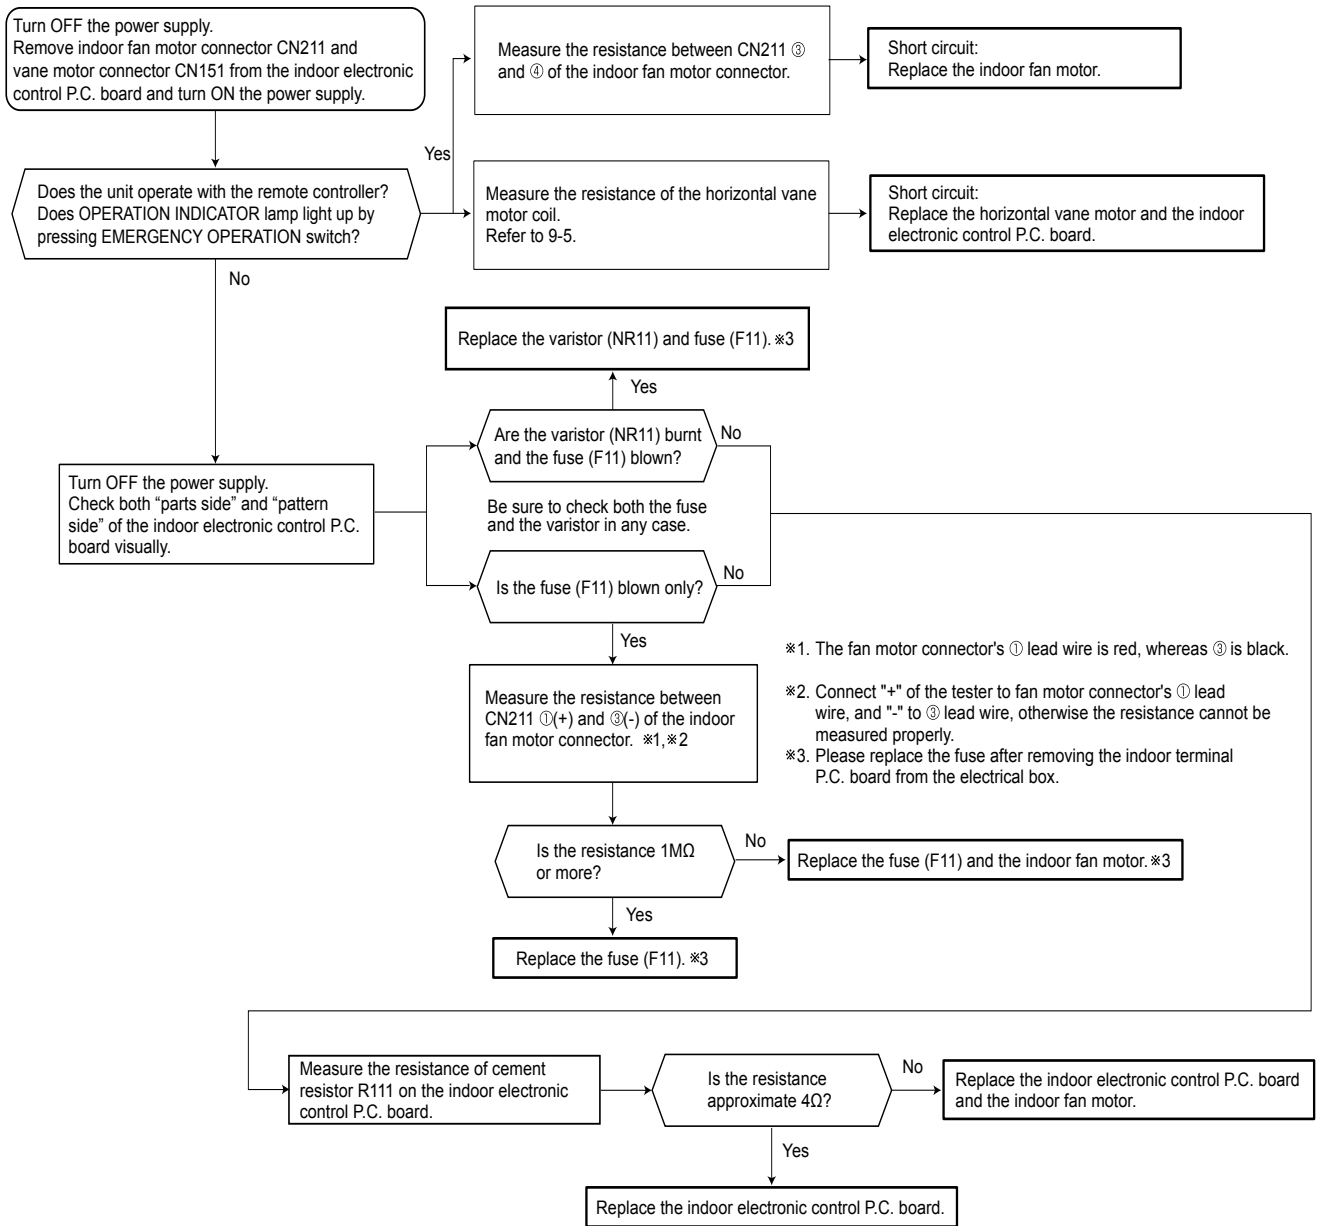 Turn OFF the power supply.
Remove indoor fan motor connector CN211 and
vane motor connector CN151 from the indoor electronic
control P.C. board and turn ON the power supply.
Measure the resistance between CN211 ③
and ④ of the indoor fan motor connector.
Short circuit:
Replace the indoor fan motor.
Yes
Does the unit operate with the remote controller?
Does OPERATION INDICATOR lamp light up by
pressing EMERGENCY OPERATION switch?
Measure the resistance of the horizontal vane
motor coil.
Refer to 9-5.
Short circuit:
Replace the horizontal vane motor and the indoor
electronic control P.C. board.
No
Replace the varistor (NR11) and fuse (F11). ※3
Yes
Are the varistor (NR11) burnt
and the fuse (F11) blown?
No
Turn OFF the power supply.
Check both “parts side” and “pattern
side” of the indoor electronic control P.C.
board visually.
Be sure to check both the fuse
and the varistor in any case.
Is the fuse (F11) blown only?
No
Yes
Measure the resistance between
CN211 ①(+) and ③(-) of the indoor
fan motor connector. ※1,※2
※1. The fan motor connector's ① lead wire is red, whereas ③ is black.
※2. Connect "+" of the tester to fan motor connector's ① lead
wire, and "-" to ③ lead wire, otherwise the resistance cannot be
measured properly.
※3. Please replace the fuse after removing the indoor terminal
P.C. board from the electrical box.
Is the resistance 1MΩ
or more?
No
Replace the fuse (F11) and the indoor fan motor.※3
Yes
Replace the fuse (F11). ※3
Measure the resistance of cement
resistor R111 on the indoor electronic
control P.C. board.
Is the resistance
approximate 4Ω?
No
Replace the indoor electronic control P.C. board
and the indoor fan motor.
Yes
Replace the indoor electronic control P.C. board.